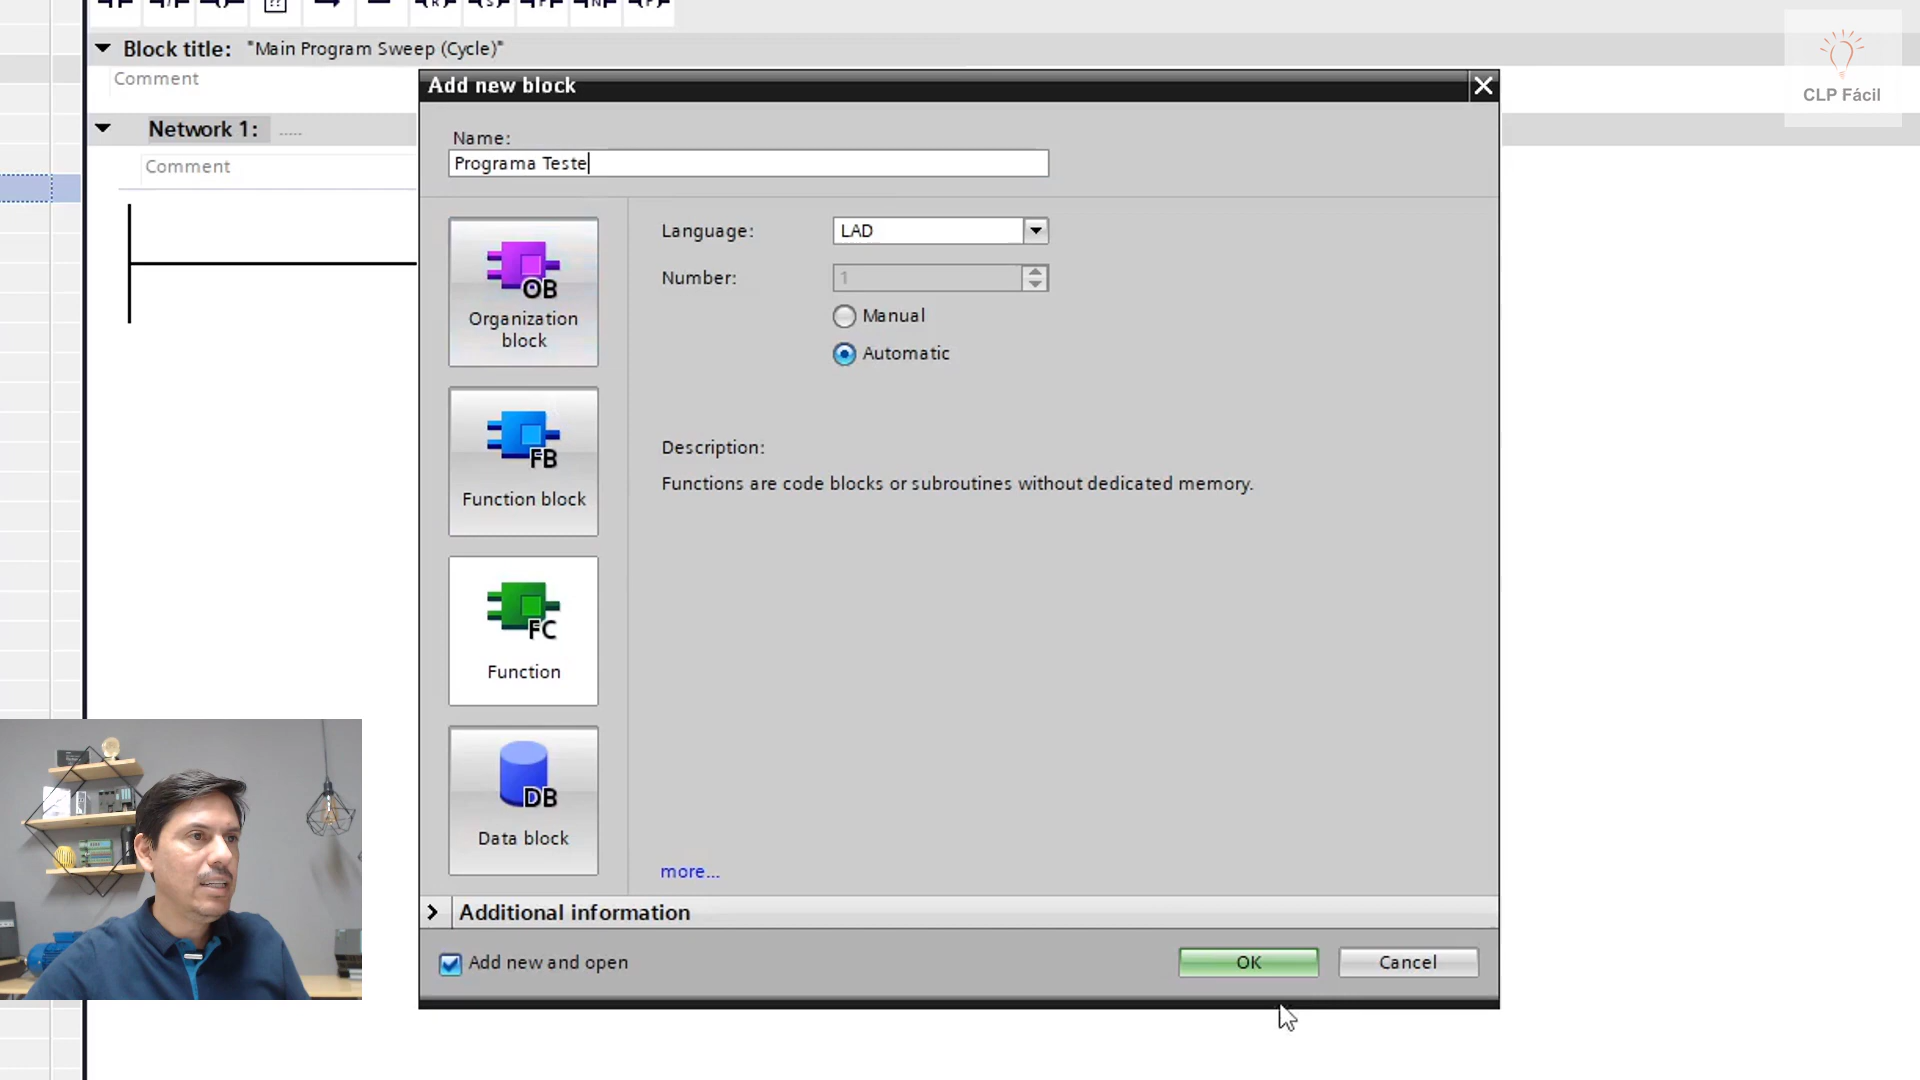 Block title: "Main Program Sweep (Cycle)"
Comment
CLP Fácil
Add new block
Network 1: .....
Comment
Name:
Programa Teste
Language: LAD
Number: 1
Manual
Automatic
OB
Organization
block
FB
Function block
Description:
Functions are code blocks or subroutines without dedicated memory.
FC
Function
DB
Data block
more...
Additional information
Add new and open
OK
Cancel